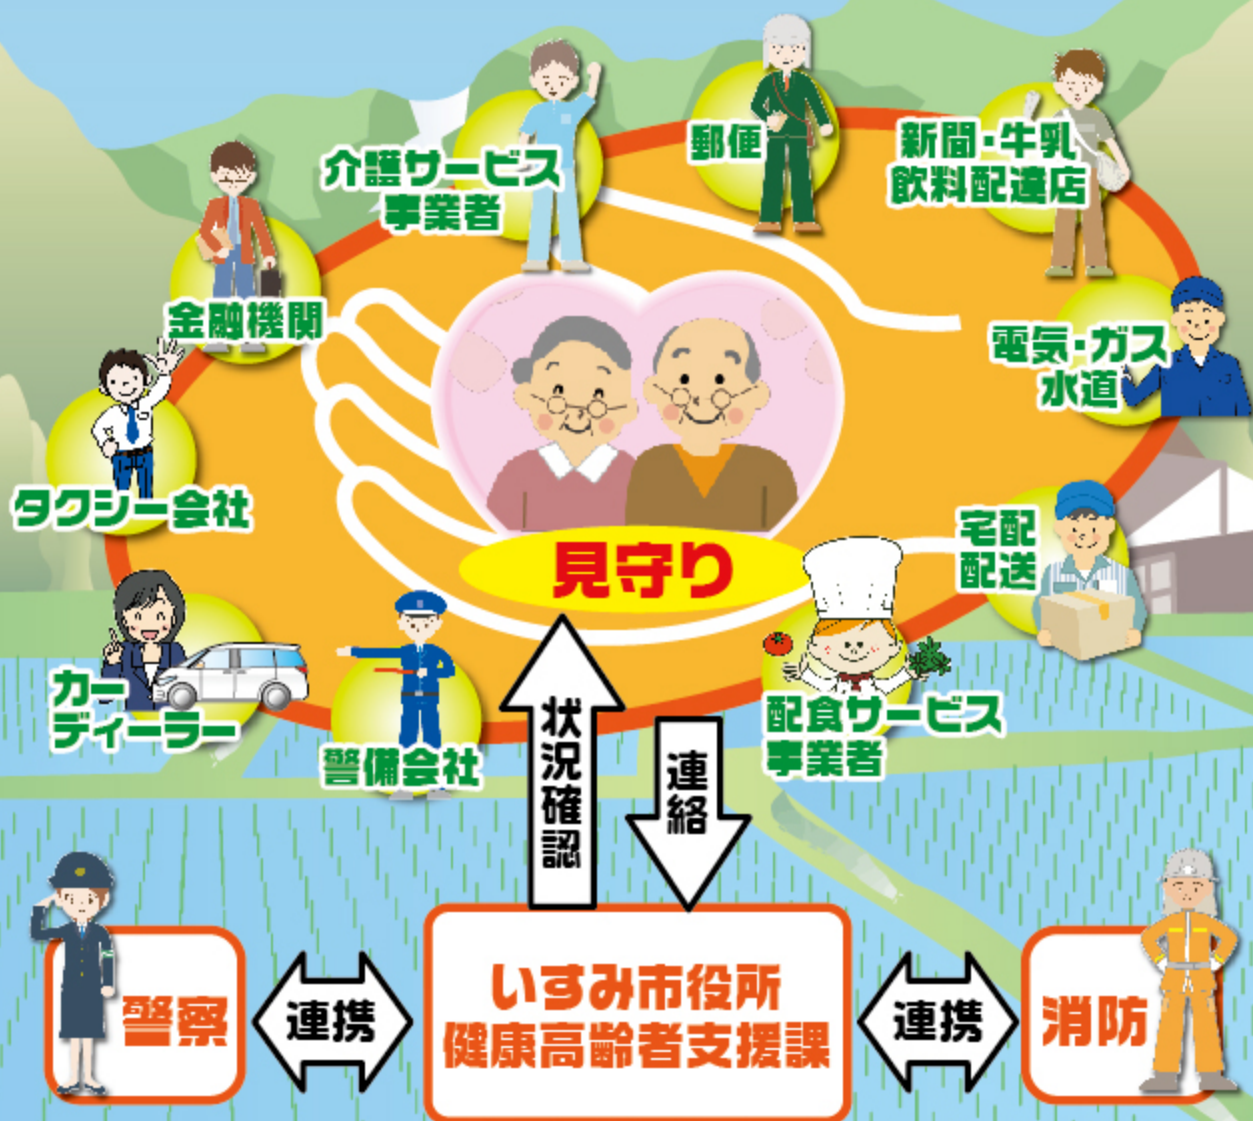 介護サービス
事業者
郵便
新聞・牛乳
飲料配達店
金融機関
電気・ガス
水道
タクシー会社
宅配
配送
見守り
カー
ディーラー
警備会社
配食サービス
事業者
状況確認
連絡
警察
連携
いすみ市役所
健康高齢者支援課
連携
消防